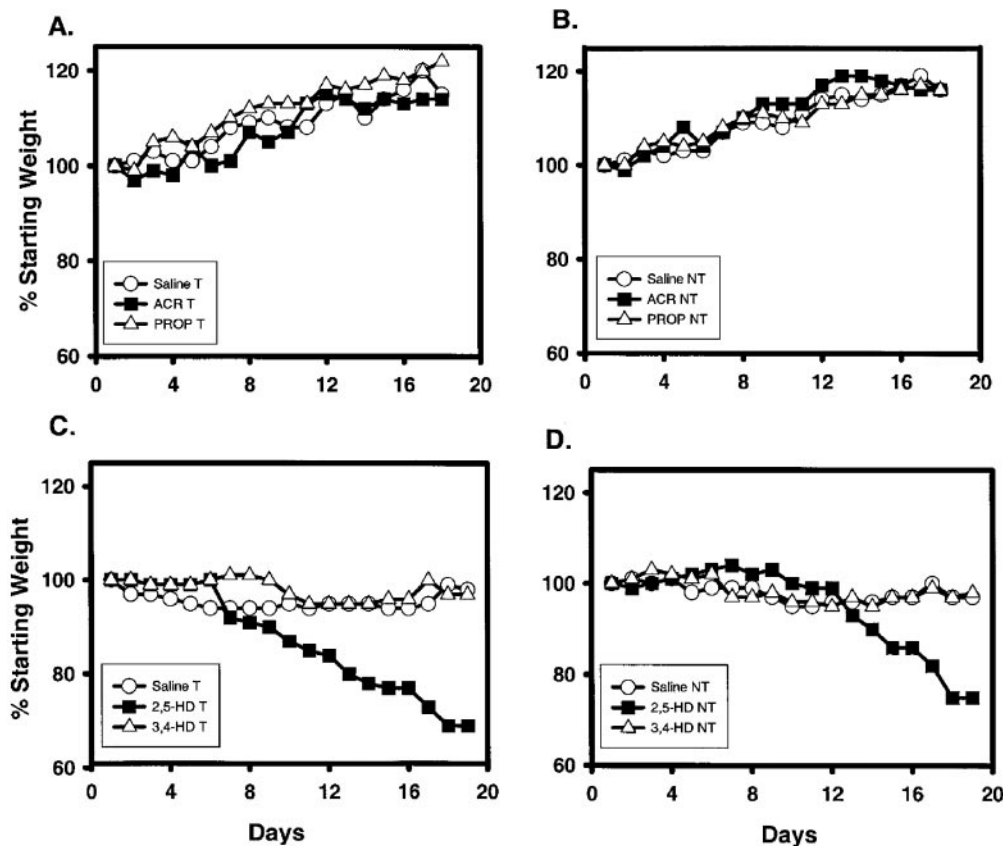 A.
% Starting Weight
120
100
80
60
Saline T
ACR T
PROP T
0 4 8 12 16 20
B.
120
100
80
60
Saline NT
ACR NT
PROP NT
0 4 8 12 16 20
C.
% Starting Weight
120
100
80
60
Saline T
2,5-HD T
3,4-HD T
0 4 8 12 16 20
Days
D.
120
100
80
60
Saline NT
2,5-HD NT
3,4-HD NT
0 4 8 12 16 20
Days